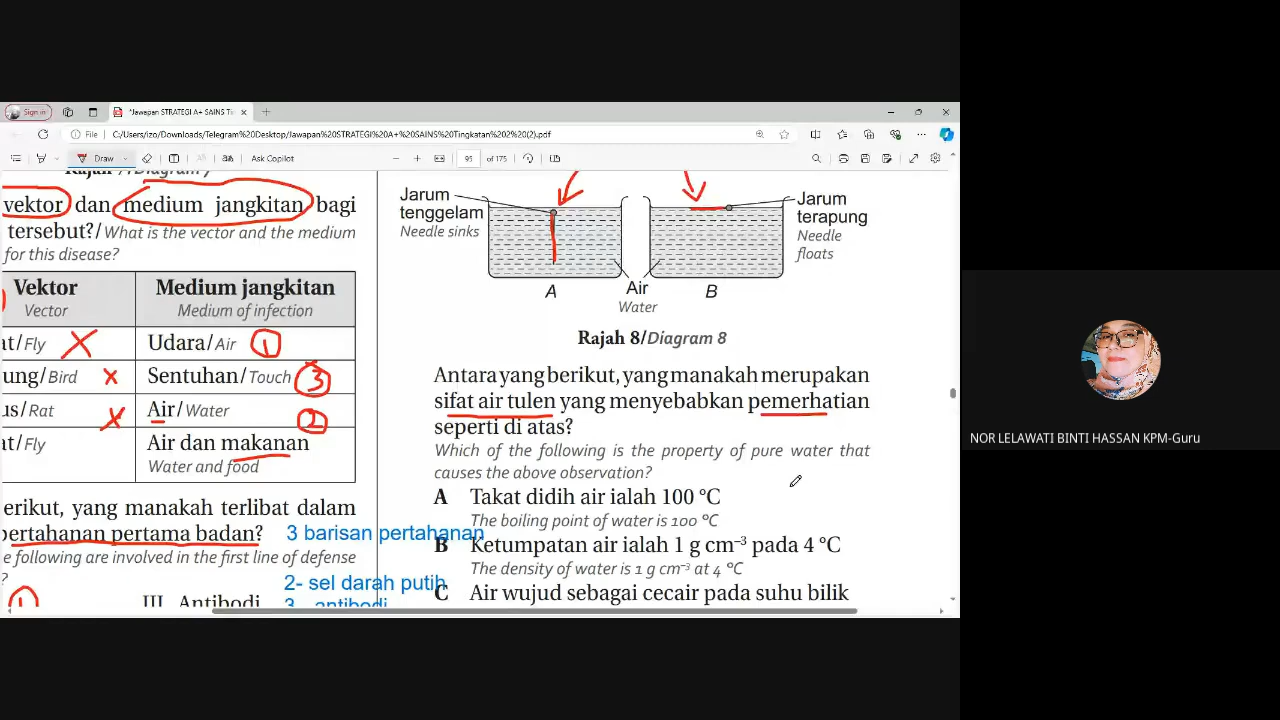 Sign in
*Jawapan STRATEGI A+ SAINS Tin
File
C:/Users/izo/Downloads/Telegram%20Desktop/Jawapan%20STRATEGI%20A+%20SAINS%20Tingkatan%202%20(2).pdf
Draw
Ask Copilot
95 of 175
vektor dan medium jangkitan bagi
tersebut?/What is the vector and the medium
for this disease?
Vektor
Vector
Medium jangkitan
Medium of infection
at/Fly
Udara/Air 1
ung/Bird
Sentuhan/Touch 3
us/Rat
Air/Water 2
at/Fly
Air dan makanan
Water and food
erikut, yang manakah terlibat dalam
pertahanan pertama badan?
3 barisan pertahanan
e following are involved in the first line of defense
?
2- sel darah putih
1
III Antibodi
3 antibodi
Jarum
tenggelam
Needle sinks
Jarum
terapung
Needle
floats
A
Air
Water
B
Rajah 8/Diagram 8
Antara yang berikut, yang manakah merupakan
sifat air tulen yang menyebabkan pemerhatian
seperti di atas?
Which of the following is the property of pure water that
causes the above observation?
A Takat didih air ialah 100 °C
The boiling point of water is 100 °C
B Ketumpatan air ialah 1 g cm⁻³ pada 4 °C
The density of water is 1 g cm⁻³ at 4 °C
C Air wujud sebagai cecair pada suhu bilik
NOR LELAWATI BINTI HASSAN KPM-Guru